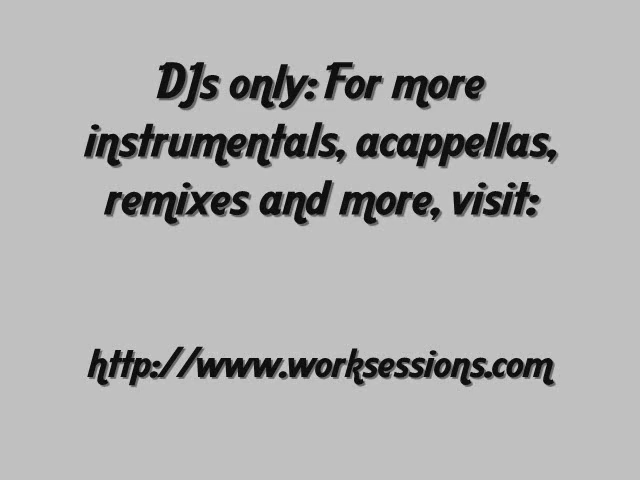 DJs only: For more
instrumentals, acappellas,
remixes and more, visit:
http://www.worksessions.com